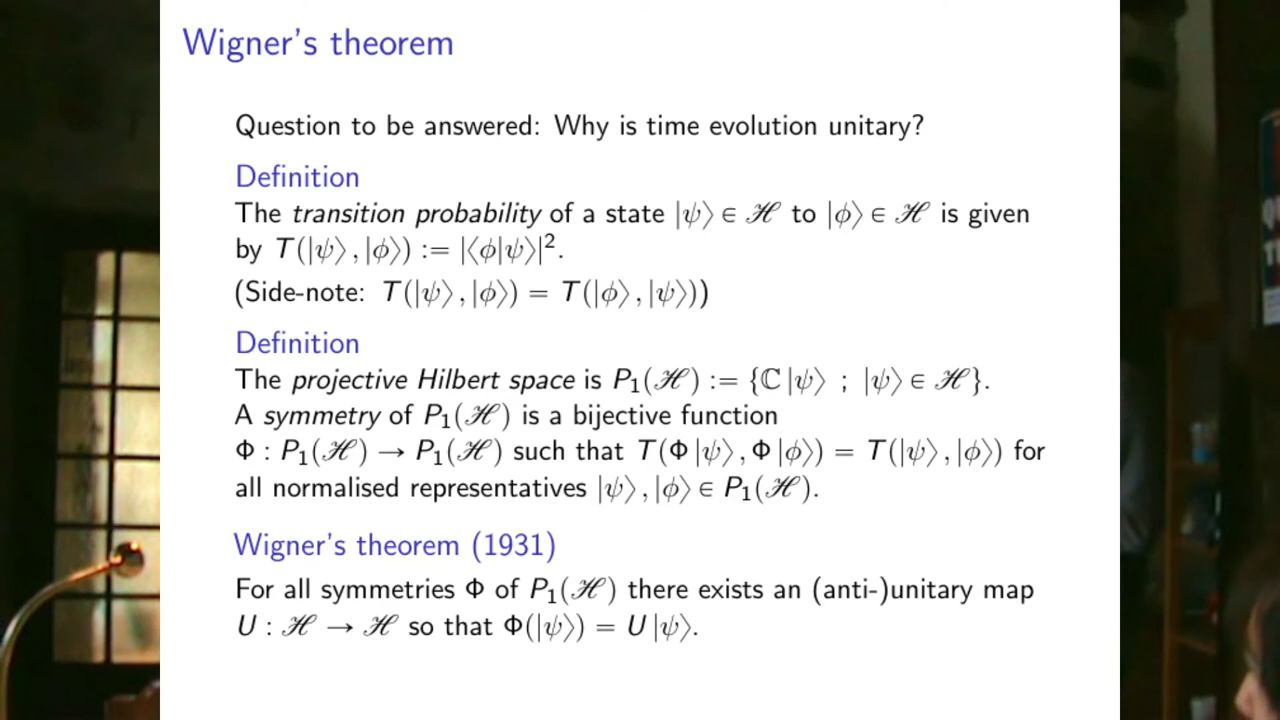 Wigner's theorem
Question to be answered: Why is time evolution unitary?
Definition
The transition probability of a state |ψ⟩ ∈ ℋ to |ϕ⟩ ∈ ℋ is given
by T(|ψ⟩, |ϕ⟩) := |⟨ϕ|ψ⟩|².
(Side-note: T(|ψ⟩, |ϕ⟩) = T(|ϕ⟩, |ψ⟩))
Definition
The projective Hilbert space is P₁(ℋ) := {ℂ|ψ⟩ ; |ψ⟩ ∈ ℋ}.
A symmetry of P₁(ℋ) is a bijective function
Φ : P₁(ℋ) → P₁(ℋ) such that T(Φ|ψ⟩, Φ|ϕ⟩) = T(|ψ⟩, |ϕ⟩) for
all normalised representatives |ψ⟩, |ϕ⟩ ∈ P₁(ℋ).
Wigner's theorem (1931)
For all symmetries Φ of P₁(ℋ) there exists an (anti-)unitary map
U : ℋ → ℋ so that Φ(|ψ⟩) = U|ψ⟩.